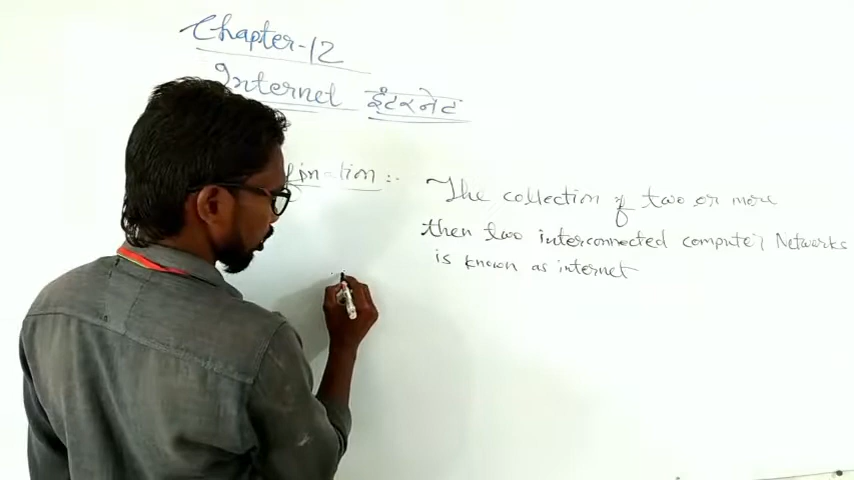 Chapter-12
Internet इंटरनेट
The collection of two or more
then two interconnected computer Networks
is known as internet